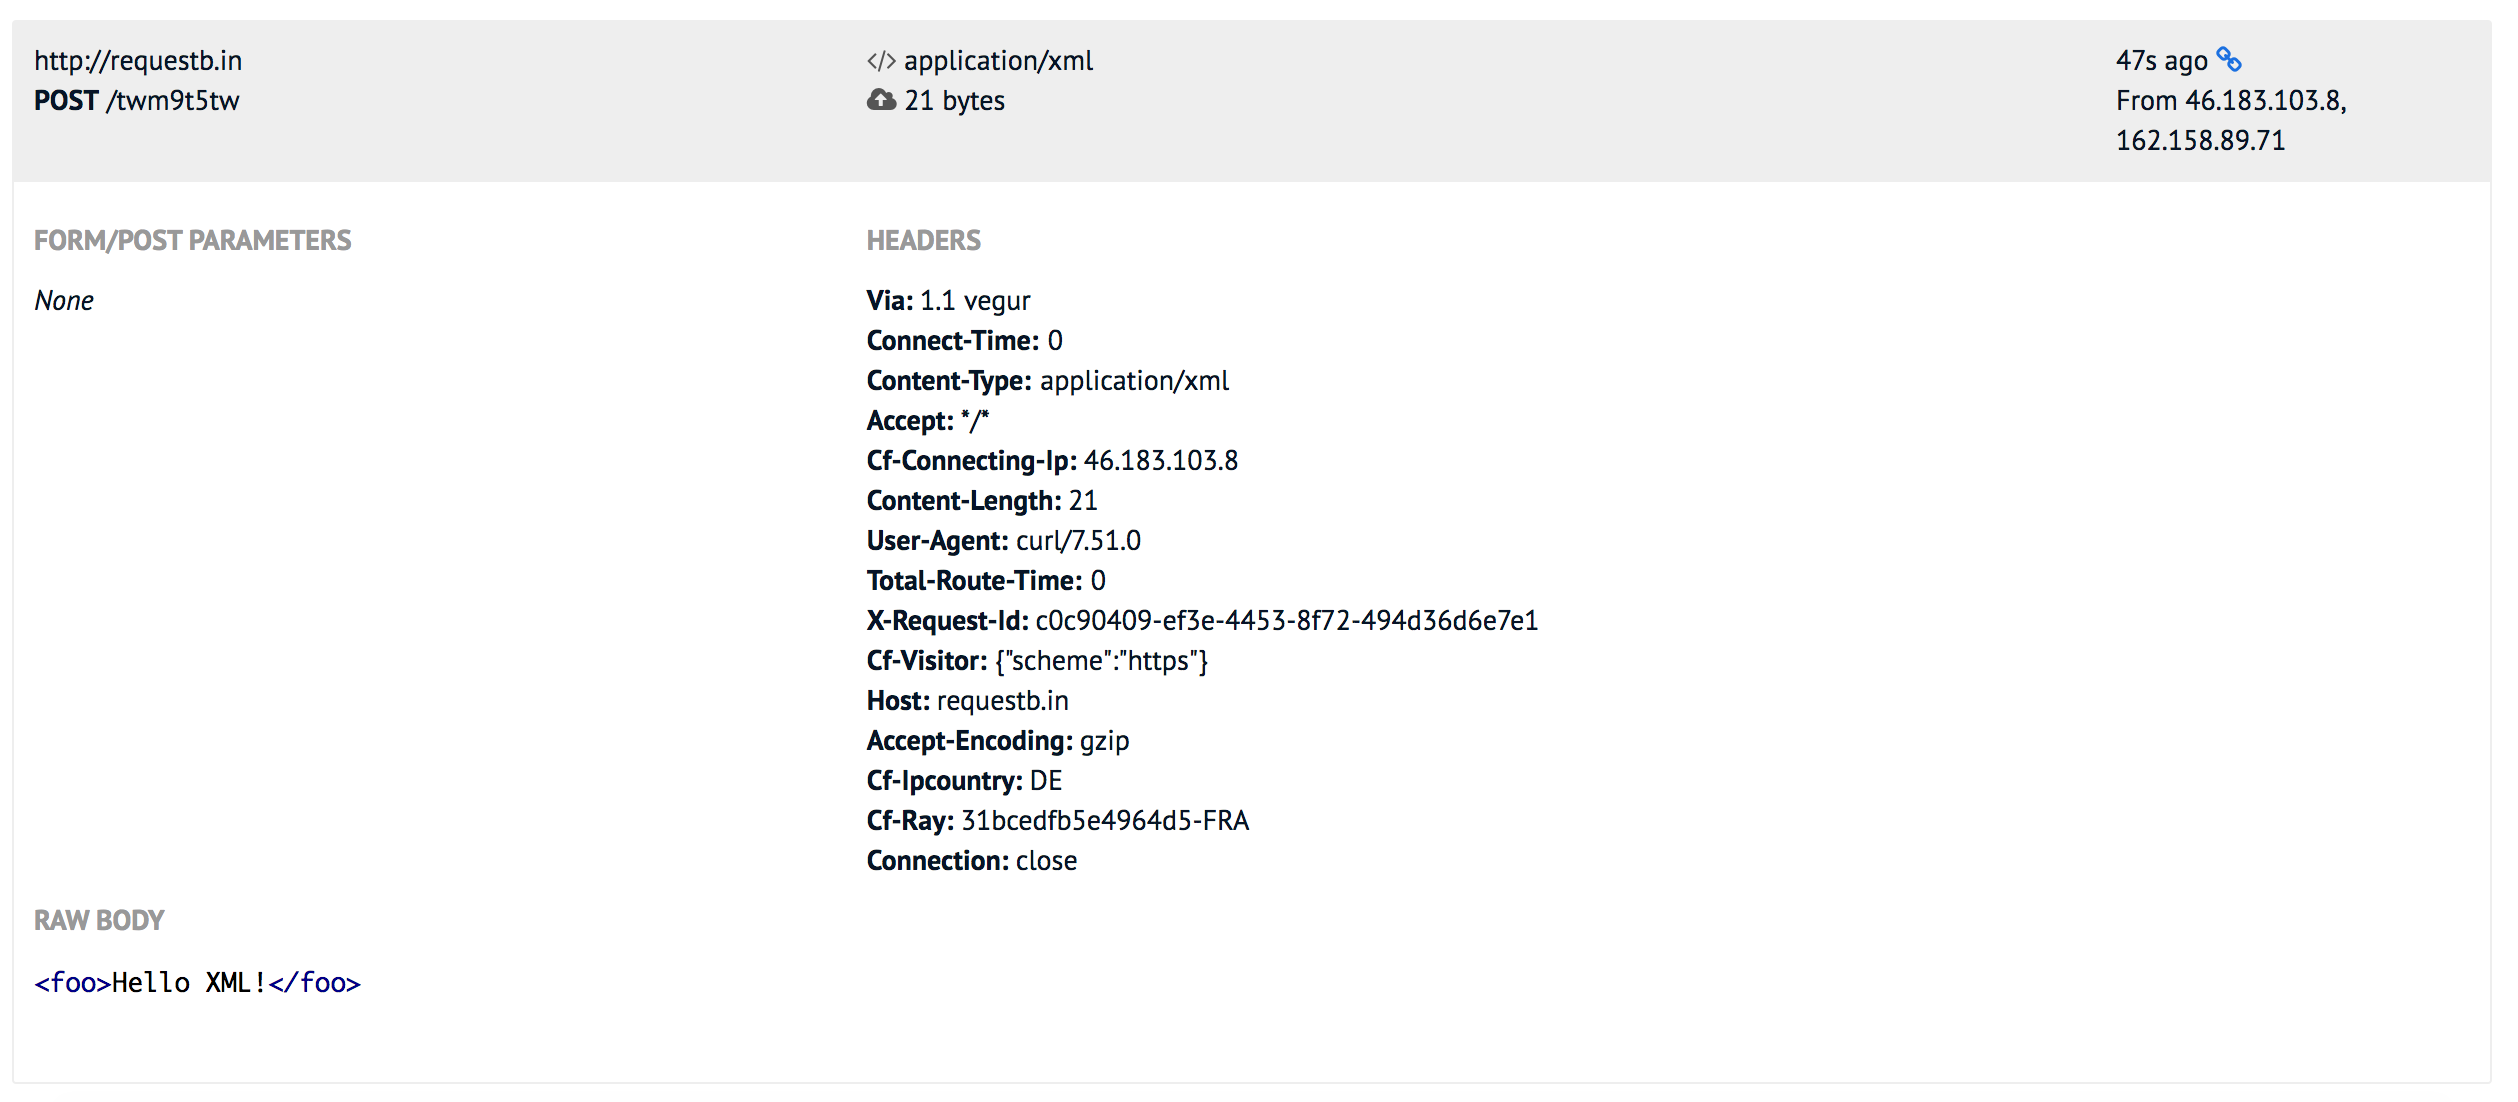 http://requestb.in
POST /twm9t5tw
</> application/xml
21 bytes
47s ago
From 46.183.103.8,
162.158.89.71
FORM/POST PARAMETERS
None
HEADERS
Via: 1.1 vegur
Connect-Time: 0
Content-Type: application/xml
Accept: */*
Cf-Connecting-Ip: 46.183.103.8
Content-Length: 21
User-Agent: curl/7.51.0
Total-Route-Time: 0
X-Request-Id: c0c90409-ef3e-4453-8f72-494d36d6e7e1
Cf-Visitor: {"scheme":"https"}
Host: requestb.in
Accept-Encoding: gzip
Cf-Ipcountry: DE
Cf-Ray: 31bcedfb5e4964d5-FRA
Connection: close
RAW BODY
<foo>Hello XML!</foo>